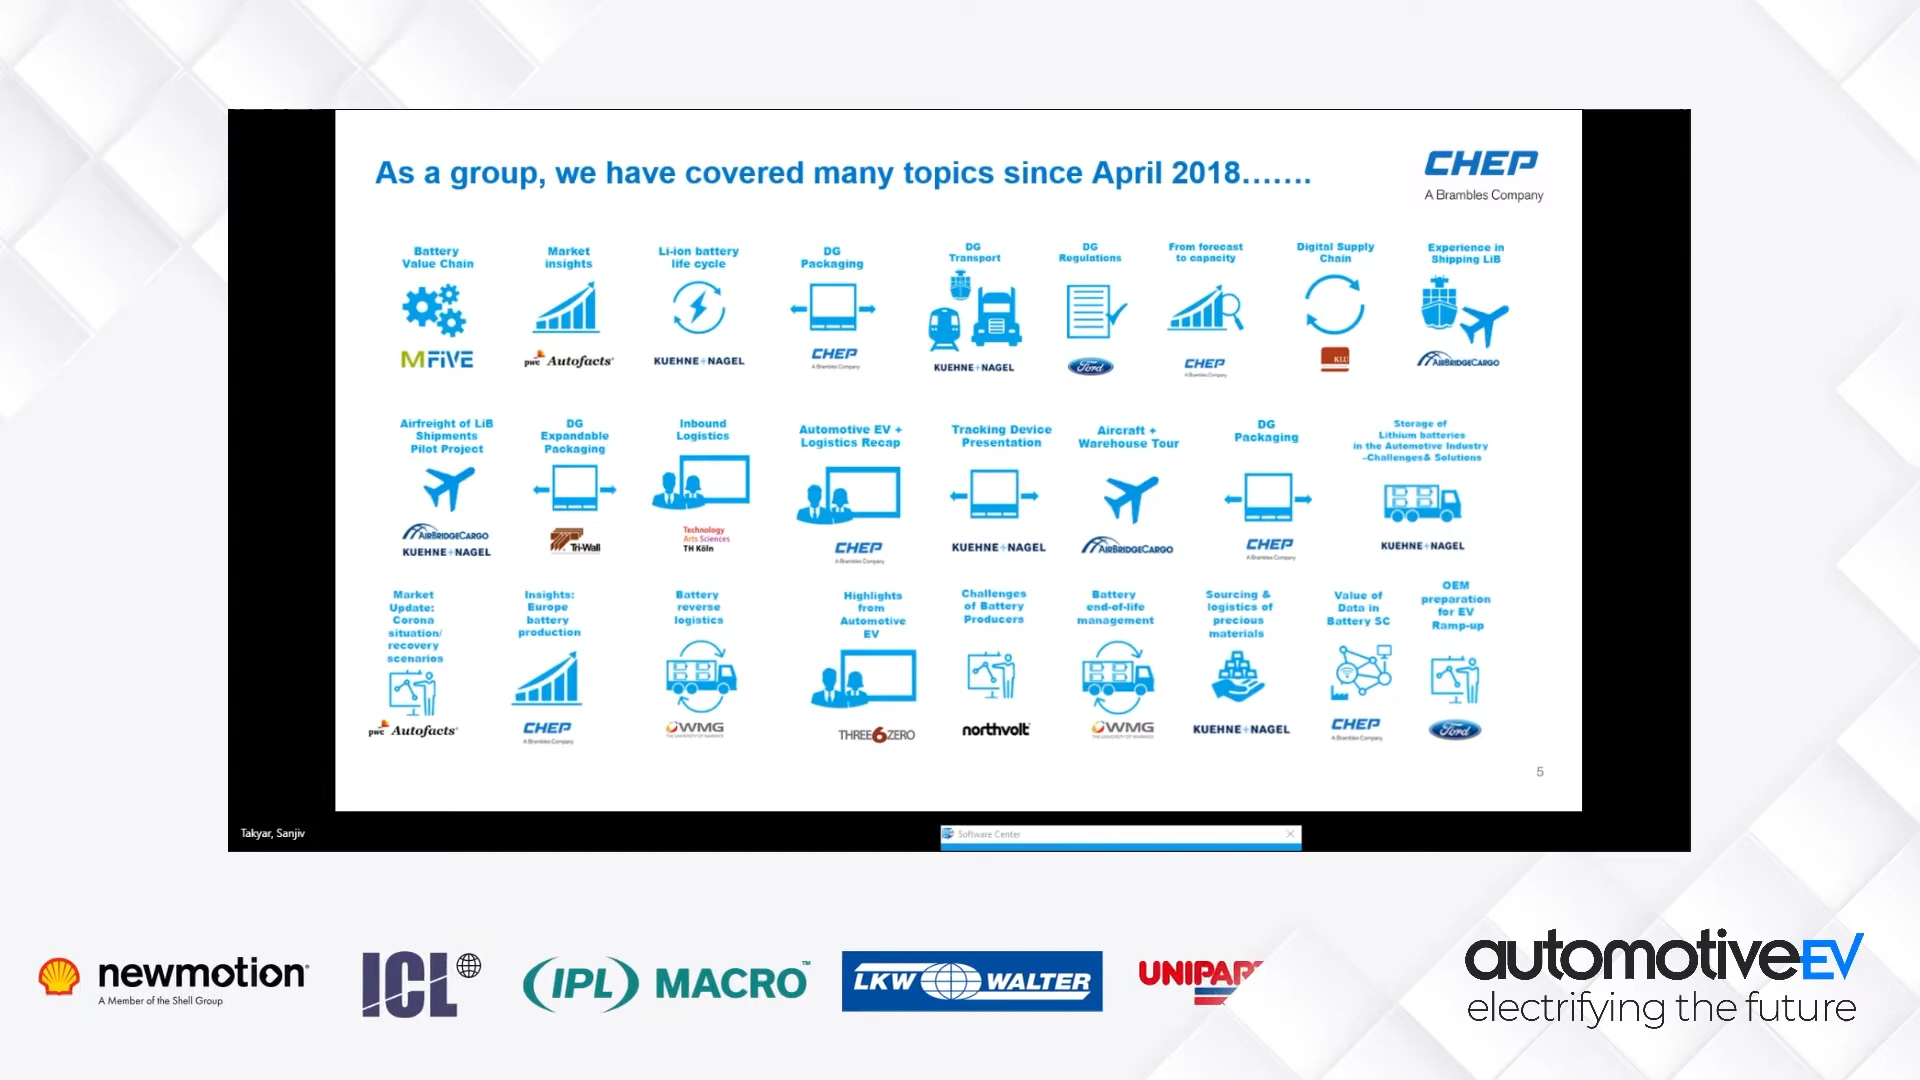 As a group, we have covered many topics since April 2018.......
CHEP
A Brambles Company
Battery
Value Chain
MFiVE
Market
insights
pwc Autofacts
Li-ion battery
life cycle
KUEHNE+NAGEL
DG
Packaging
CHEP
A Brambles Company
DG
Transport
KUEHNE+NAGEL
DG
Regulations
Ford
From forecast
to capacity
CHEP
A Brambles Company
Digital Supply
Chain
KLU
Experience in
Shipping LiB
AIRBRIDGECARGO
Airfreight of LiB
Shipments
Pilot Project
AIRBRIDGECARGO
KUEHNE+NAGEL
DG
Expandable
Packaging
Tri-Wall
Inbound
Logistics
Technology
Arts Sciences
TH Köln
Automotive EV +
Logistics Recap
CHEP
A Brambles Company
Tracking Device
Presentation
KUEHNE+NAGEL
Aircraft +
Warehouse Tour
AIRBRIDGECARGO
DG
Packaging
CHEP
A Brambles Company
Storage of
Lithium batteries
in the Automotive Industry
–Challenges& Solutions
KUEHNE+NAGEL
Market
Update:
Corona
situation/
recovery
scenarios
pwc Autofacts
Insights:
Europe
battery
production
CHEP
A Brambles Company
Battery
reverse
logistics
WMG
THE UNIVERSITY OF WARWICK
Highlights
from
Automotive
EV
THREE6ZERO
Challenges
of Battery
Producers
northvolt
Battery
end-of-life
management
WMG
THE UNIVERSITY OF WARWICK
Sourcing &
logistics of
precious
materials
KUEHNE+NAGEL
Value of
Data in
Battery SC
CHEP
A Brambles Company
OEM
preparation
for EV
Ramp-up
Ford
5
Takyar, Sanjiv
Software Center
newmotion
A Member of the Shell Group
ICL
(IPL) MACRO™
LKW WALTER
UNIPAR
automotiveEV
electrifying the future